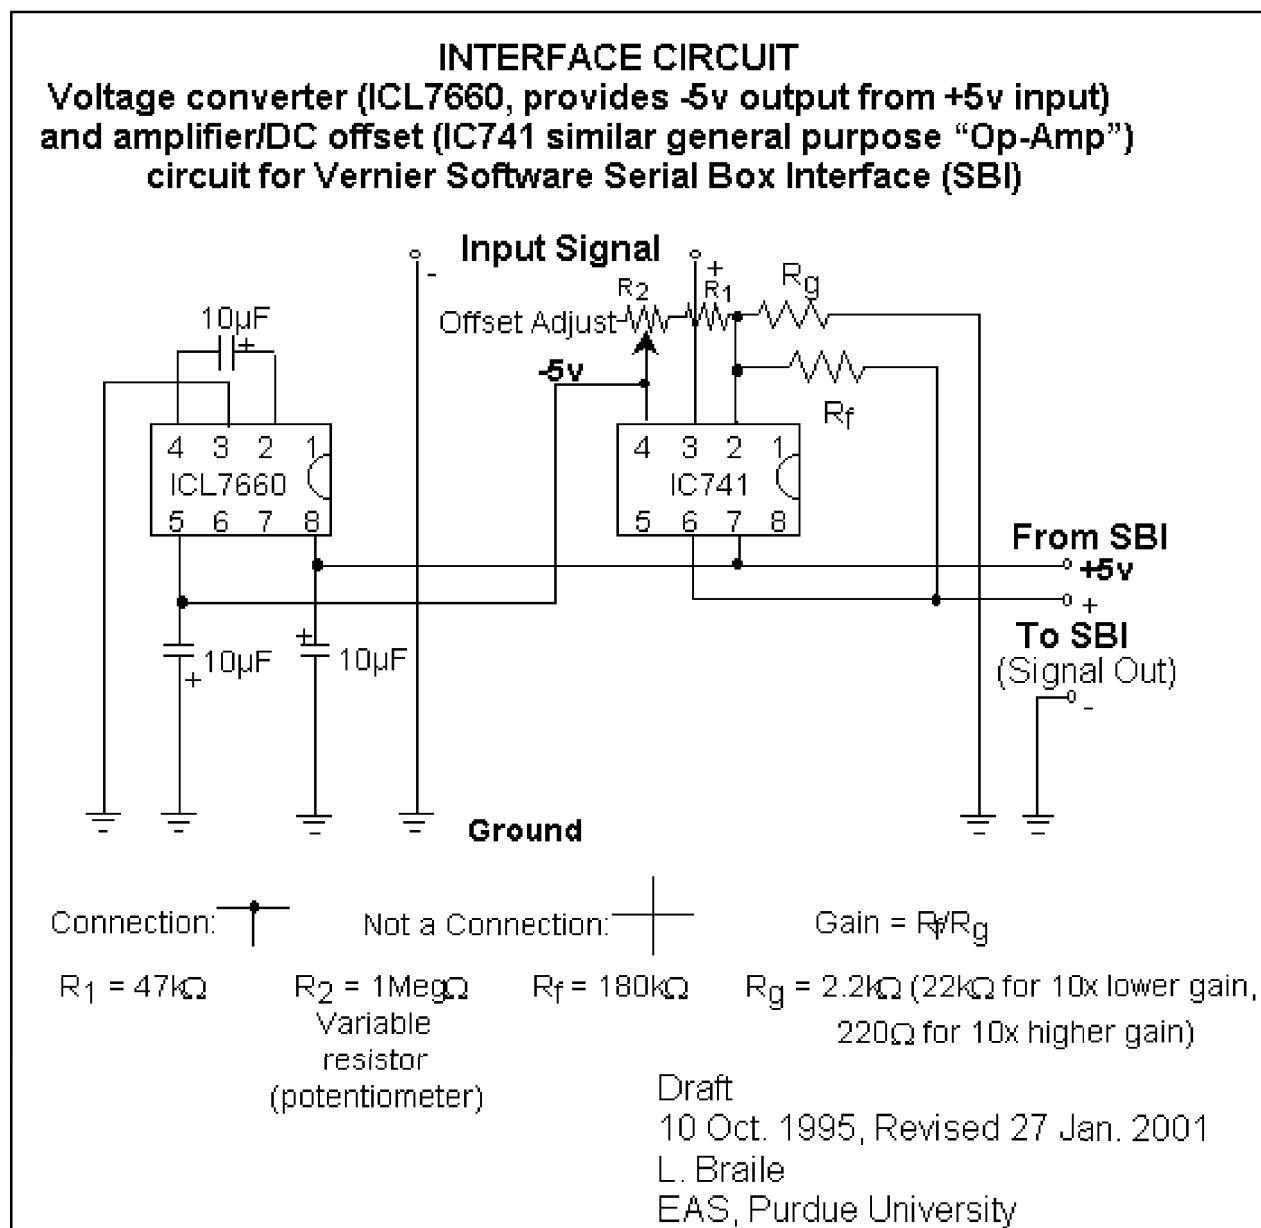 INTERFACE CIRCUIT
Voltage converter (ICL7660, provides -5v output from +5v input)
and amplifier/DC offset (IC741 similar general purpose “Op-Amp”)
circuit for Vernier Software Serial Box Interface (SBI)
Input Signal
-
+
R2
R1
Rg
10µF
+
Offset Adjust
-5v
Rf
4 3 2 1
ICL7660
5 6 7 8
4 3 2 1
IC741
5 6 7 8
From SBI
+5v
+
To SBI
(Signal Out)
-
10µF
+
+
10µF
Ground
Connection:
Not a Connection:
Gain = Rf/Rg
R1 = 47kΩ
R2 = 1MegΩ
Variable
resistor
(potentiometer)
Rf = 180kΩ
Rg = 2.2kΩ (22kΩ for 10x lower gain,
220Ω for 10x higher gain)
Draft
10 Oct. 1995, Revised 27 Jan. 2001
L. Braile
EAS, Purdue University